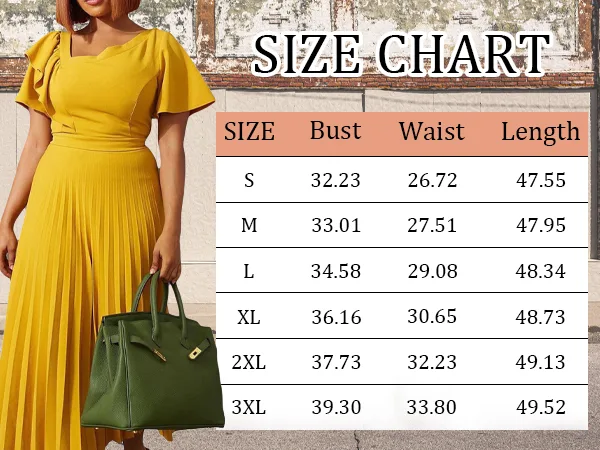 SIZE CHART
SIZE Bust Waist Length
S 32.23 26.72 47.55
M 33.01 27.51 47.95
L 34.58 29.08 48.34
XL 36.16 30.65 48.73
2XL 37.73 32.23 49.13
3XL 39.30 33.80 49.52